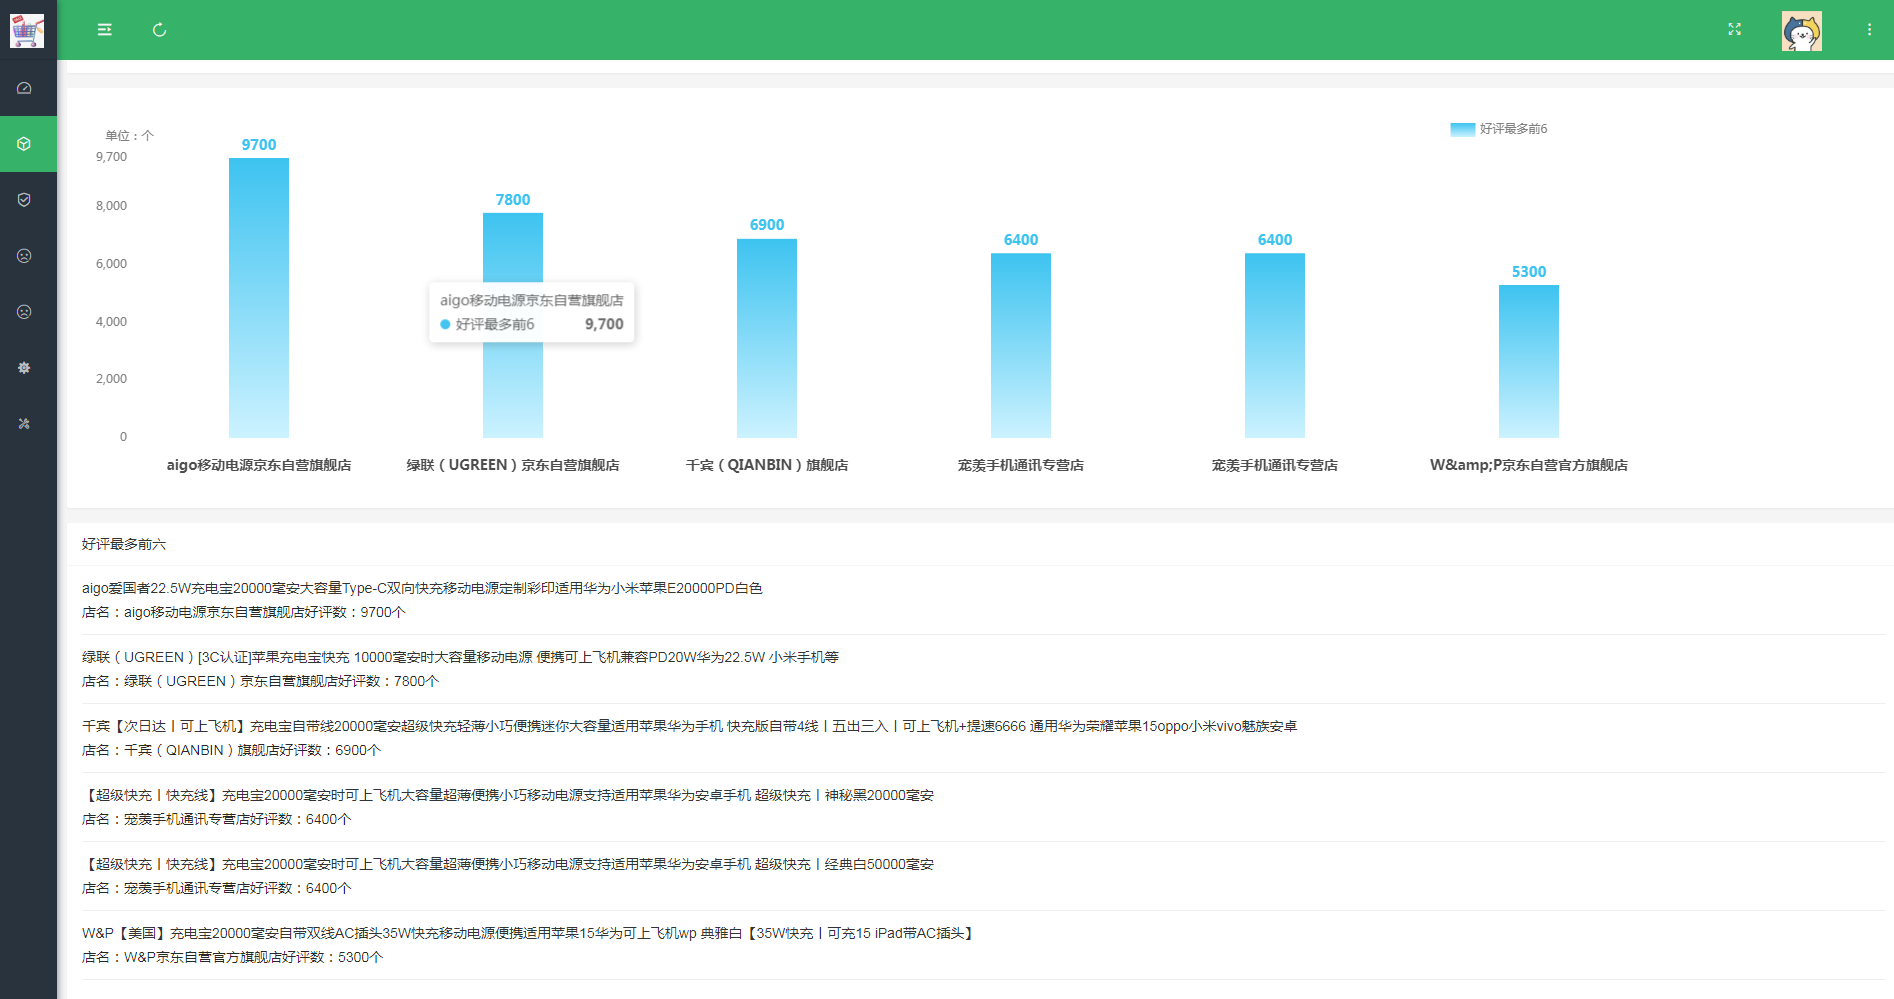 单位：个
好评最多前6
9,700
8,000
6,000
4,000
2,000
0
9700
7800
6900
6400
6400
5300
aigo移动电源京东自营旗舰店
好评最多前6 9,700
aigo移动电源京东自营旗舰店
绿联（UGREEN）京东自营旗舰店
千宾（QIANBIN）旗舰店
宠羡手机通讯专营店
宠羡手机通讯专营店
W&amp;P京东自营官方旗舰店
好评最多前六
aigo爱国者22.5W充电宝20000毫安大容量Type-C双向快充移动电源定制彩印适用华为小米苹果E20000PD白色
店名：aigo移动电源京东自营旗舰店好评数：9700个
绿联（UGREEN）[3C认证]苹果充电宝快充 10000毫安时大容量移动电源 便携可上飞机兼容PD20W华为22.5W 小米手机等
店名：绿联（UGREEN）京东自营旗舰店好评数：7800个
千宾【次日达丨可上飞机】充电宝自带线20000毫安超级快充轻薄小巧便携迷你大容量适用苹果华为手机 快充版自带4线丨五出三入丨可上飞机+提速6666 通用华为荣耀苹果15oppo小米vivo魅族安卓
店名：千宾（QIANBIN）旗舰店好评数：6900个
【超级快充丨快充线】充电宝20000毫安时可上飞机大容量超薄便携小巧移动电源支持适用苹果华为安卓手机 超级快充丨神秘黑20000毫安
店名：宠羡手机通讯专营店好评数：6400个
【超级快充丨快充线】充电宝20000毫安时可上飞机大容量超薄便携小巧移动电源支持适用苹果华为安卓手机 超级快充丨经典白50000毫安
店名：宠羡手机通讯专营店好评数：6400个
W&P【美国】充电宝20000毫安自带双线AC插头35W快充移动电源便携适用苹果15华为可上飞机wp 典雅白【35W快充丨可充15 iPad带AC插头】
店名：W&P京东自营官方旗舰店好评数：5300个